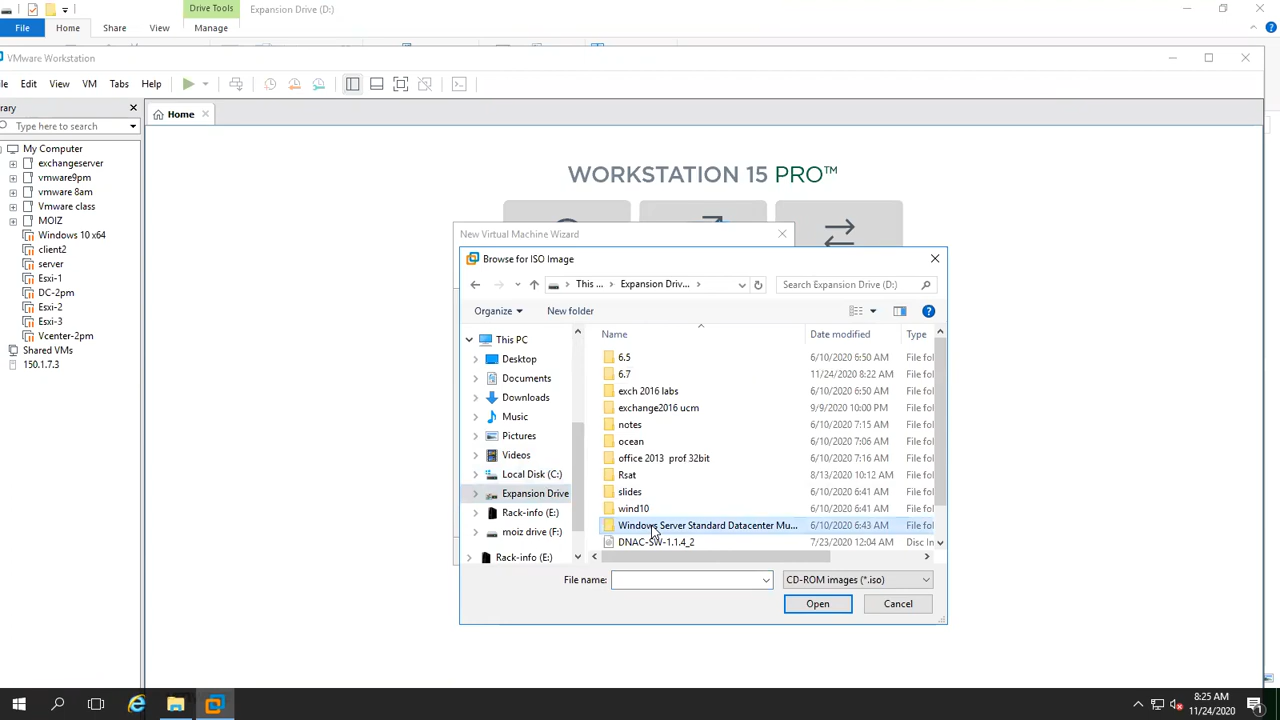 Drive Tools
Expansion Drive (D:)
File
Home
Share
View
Manage
VMware Workstation
Edit
View
VM
Tabs
Help
Home
Type here to search
My Computer
exchangeserver
vmware9pm
vmware 8am
Vmware class
MOIZ
Windows 10 x64
client2
server
Esxi-1
DC-2pm
Esxi-2
Esxi-3
Vcenter-2pm
Shared VMs
150.1.7.3
WORKSTATION 15 PRO™
New Virtual Machine Wizard
Browse for ISO Image
This ...
Expansion Driv...
Search Expansion Drive (D:)
Organize
New folder
This PC
Desktop
Documents
Downloads
Music
Pictures
Videos
Local Disk (C:)
Expansion Drive
Rack-info (E:)
moiz drive (F:)
Rack-info (E:)
Name Date modified Type
6.5 6/10/2020 6:50 AM File fol
6.7 11/24/2020 8:22 AM File fol
exch 2016 labs 6/10/2020 6:50 AM File fol
exchange2016 ucm 9/9/2020 10:00 PM File fol
notes 6/10/2020 7:15 AM File fol
ocean 6/10/2020 7:06 AM File fol
office 2013 prof 32bit 6/10/2020 7:16 AM File fol
Rsat 8/13/2020 10:12 AM File fol
slides 6/10/2020 6:41 AM File fol
wind10 6/10/2020 6:41 AM File fol
Windows Server Standard Datacenter Mu... 6/10/2020 6:43 AM File fol
DNAC-SW-1.1.4_2 7/23/2020 12:04 AM Disc In
File name:
CD-ROM images (*.iso)
Open
Cancel
8:25 AM
11/24/2020